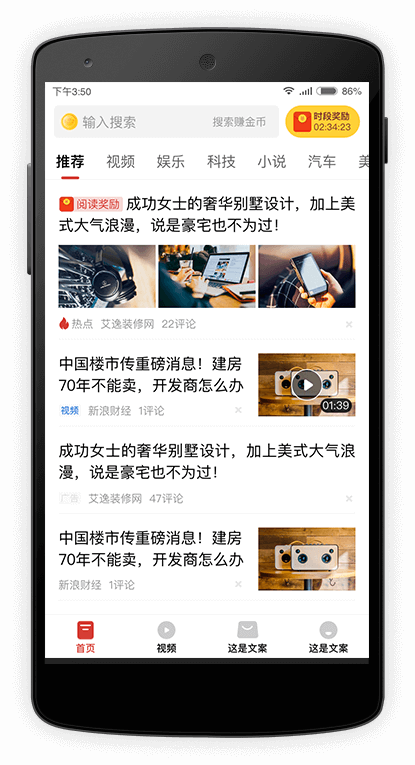 下午3:50
86%
输入搜索
搜索赚金币
时段奖励
02:34:23
推荐 视频 娱乐 科技 小说 汽车 美
阅读奖励 成功女士的奢华别墅设计，加上美
式大气浪漫，说是豪宅也不为过！
热点 艾逸装修网 22评论
中国楼市传重磅消息！建房
70年不能卖，开发商怎么办
01:39
视频 新浪财经 1评论
成功女士的奢华别墅设计，加上美式大气浪
漫，说是豪宅也不为过！
广告 艾逸装修网 47评论
中国楼市传重磅消息！建房
70年不能卖，开发商怎么办
新浪财经 1评论
首页 视频 这是文案 这是文案